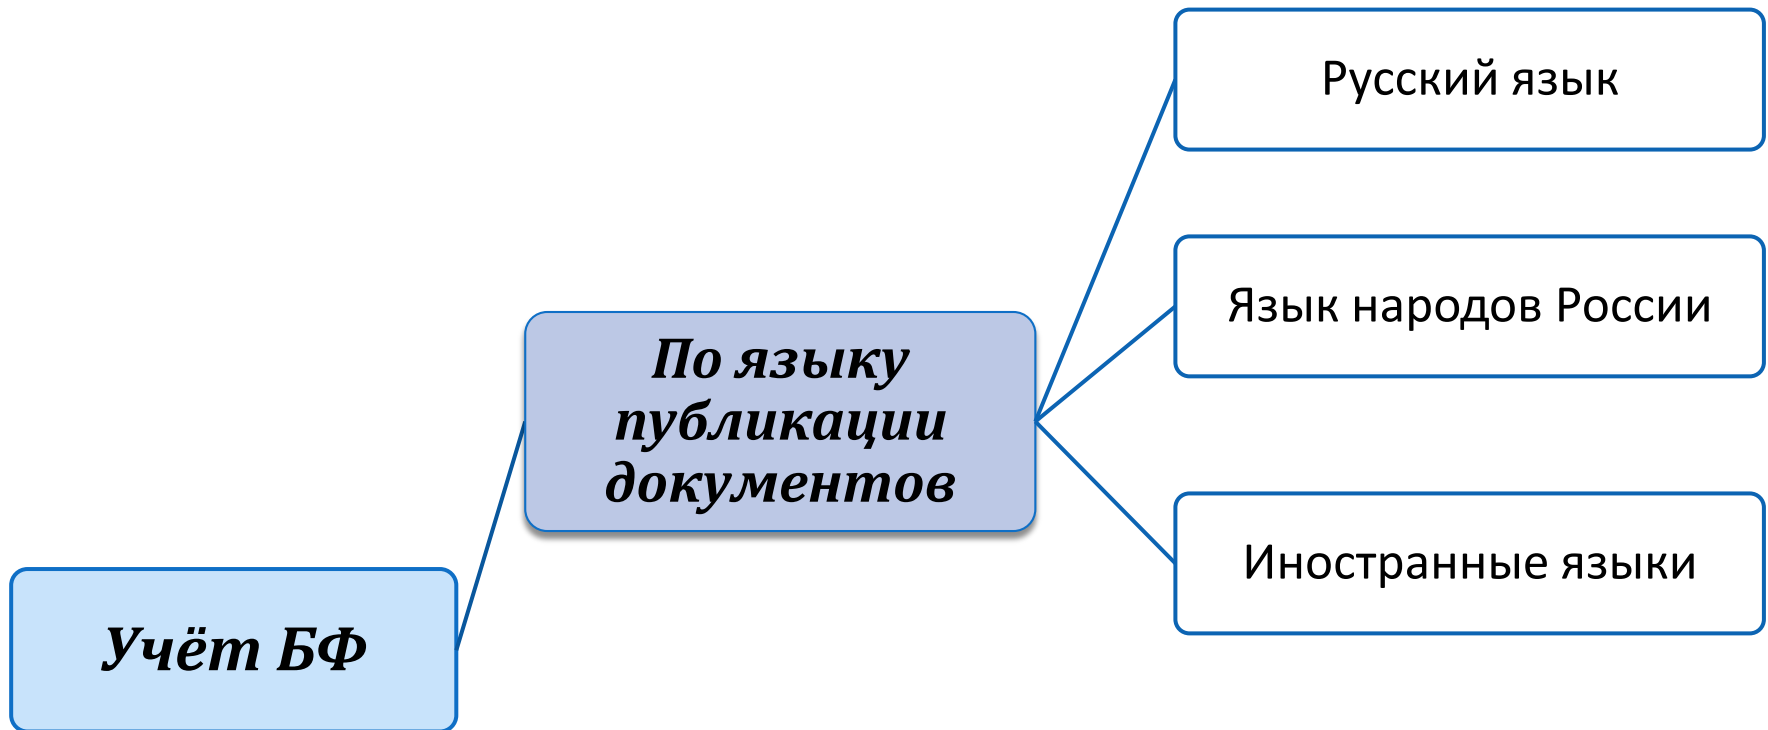 Русский язык
Язык народов России
По языку
публикации
документов
Иностранные языки
Учёт БФ